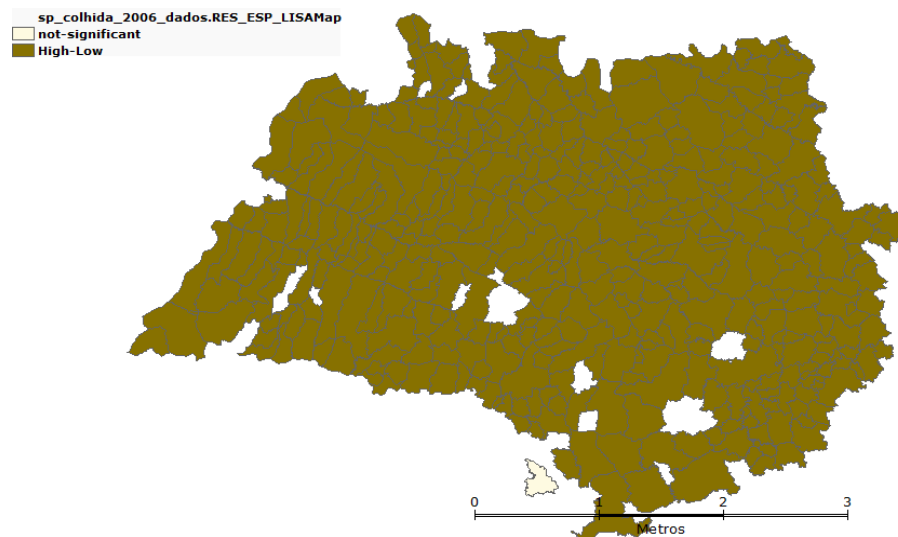 sp_colhida_2006_dados.RES_ESP_LISAMap
not-significant
High-Low
0 1 2 3
Metros